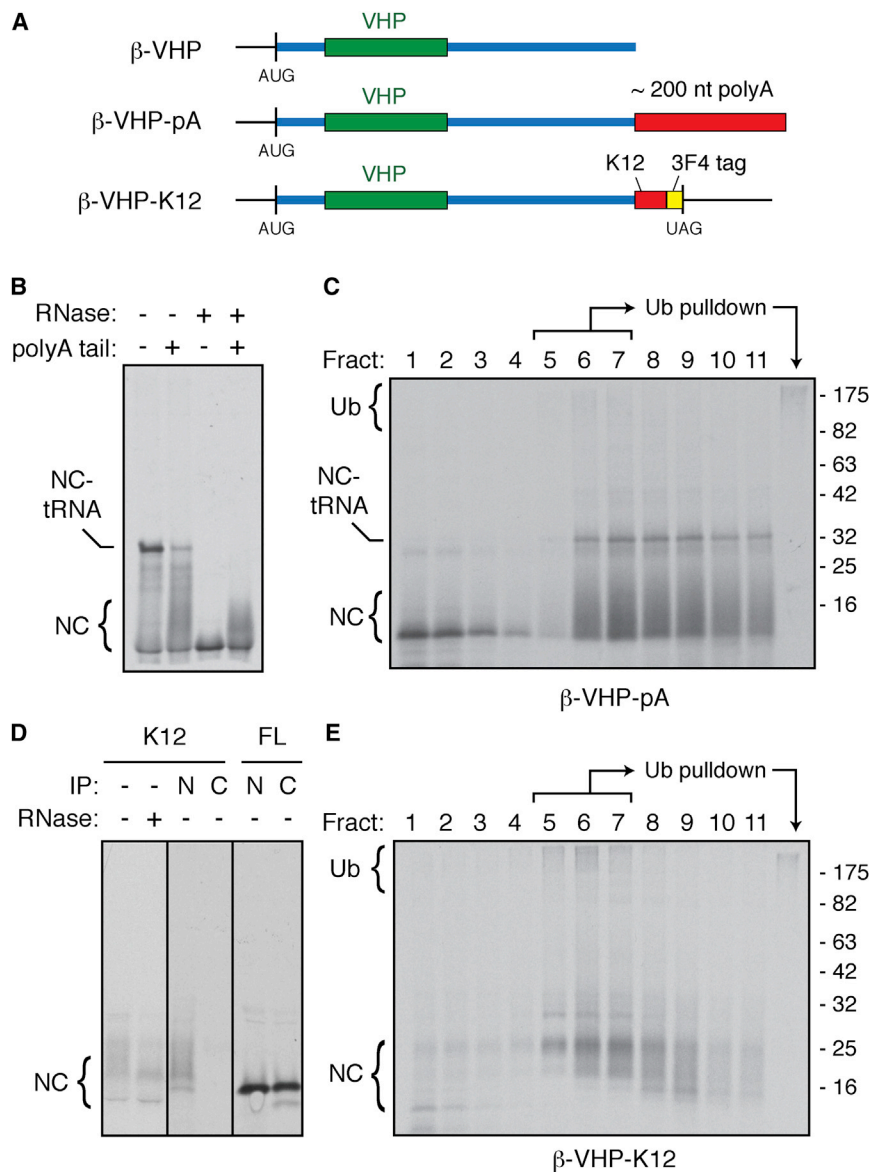 A
VHP
β-VHP
AUG
VHP
~ 200 nt polyA
β-VHP-pA
AUG
VHP
K12 3F4 tag
β-VHP-K12
AUG
UAG
B
RNase: - - + +
polyA tail: - + - +
NC-
tRNA
NC
C
Ub pulldown
Fract: 1 2 3 4 5 6 7 8 9 10 11
Ub
NC-
tRNA
NC
- 175
- 82
- 63
- 42
- 32
- 25
- 16
β-VHP-pA
D
K12 FL
IP: - - N C N C
RNase: - + - - - -
NC
E
Ub pulldown
Fract: 1 2 3 4 5 6 7 8 9 10 11
Ub
NC
- 175
- 82
- 63
- 42
- 32
- 25
- 16
β-VHP-K12